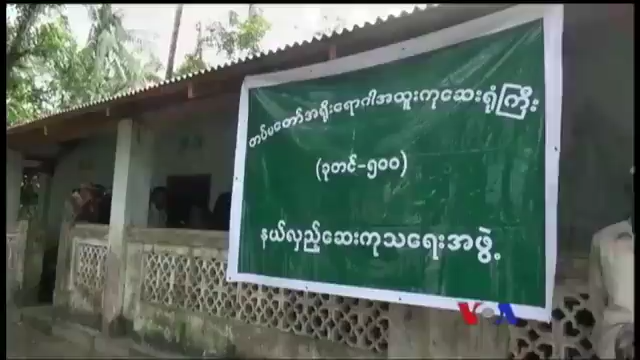 တပ်မတော်အရိုးရောဂါအထူးကုဆေးရုံကြီး
(ခုတင်-၅၀၀)
နယ်လှည့်ဆေးကုသရေးအဖွဲ့
VOA